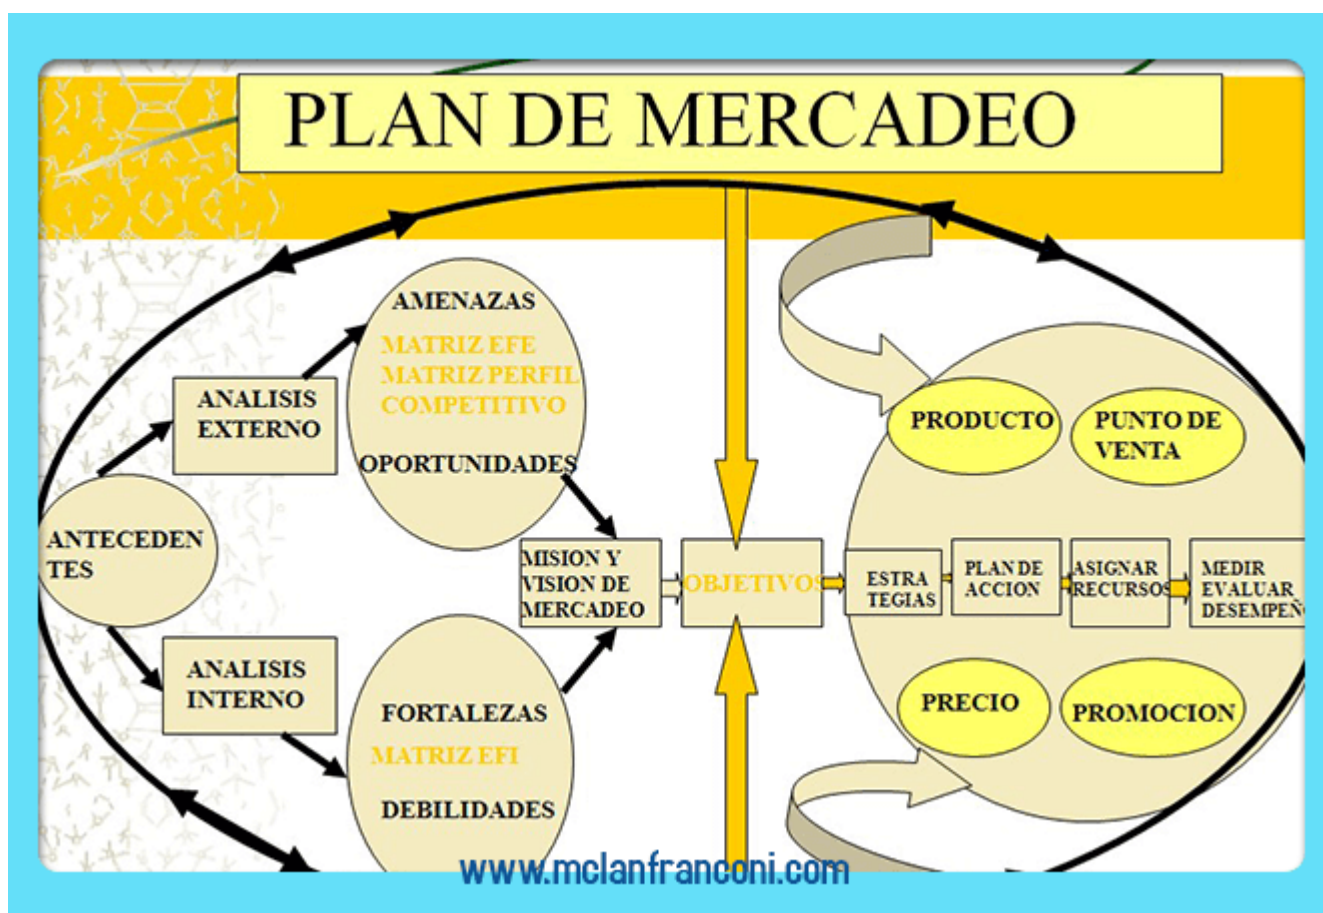 PLAN DE MERCADEO
AMENAZAS
MATRIZ EFE
MATRIZ PERFIL
COMPETITIVO
OPORTUNIDADES
ANALISIS
EXTERNO
ANTECEDEN
TES
ANALISIS
INTERNO
FORTALEZAS
MATRIZ EFI
DEBILIDADES
MISION Y
VISION DE
MERCADEO
OBJETIVOS
ESTRA
TEGIAS
PLAN DE
ACCION
ASIGNAR
RECURSOS
MEDIR
EVALUAR
DESEMPEÑO
PRODUCTO
PUNTO DE
VENTA
PRECIO
PROMOCION
www.mclanfranconi.com